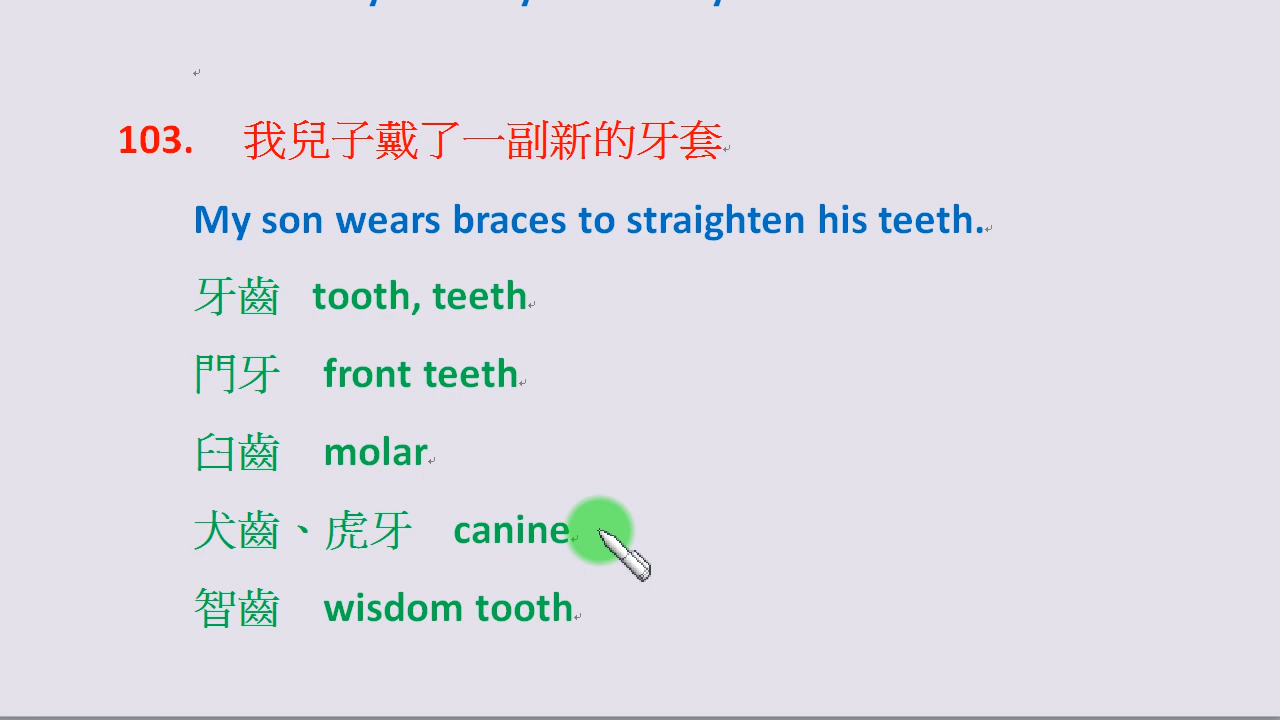 103. 我兒子戴了一副新的牙套
My son wears braces to straighten his teeth.
牙齒 tooth, teeth
門牙 front teeth
臼齒 molar
犬齒、虎牙 canine
智齒 wisdom tooth